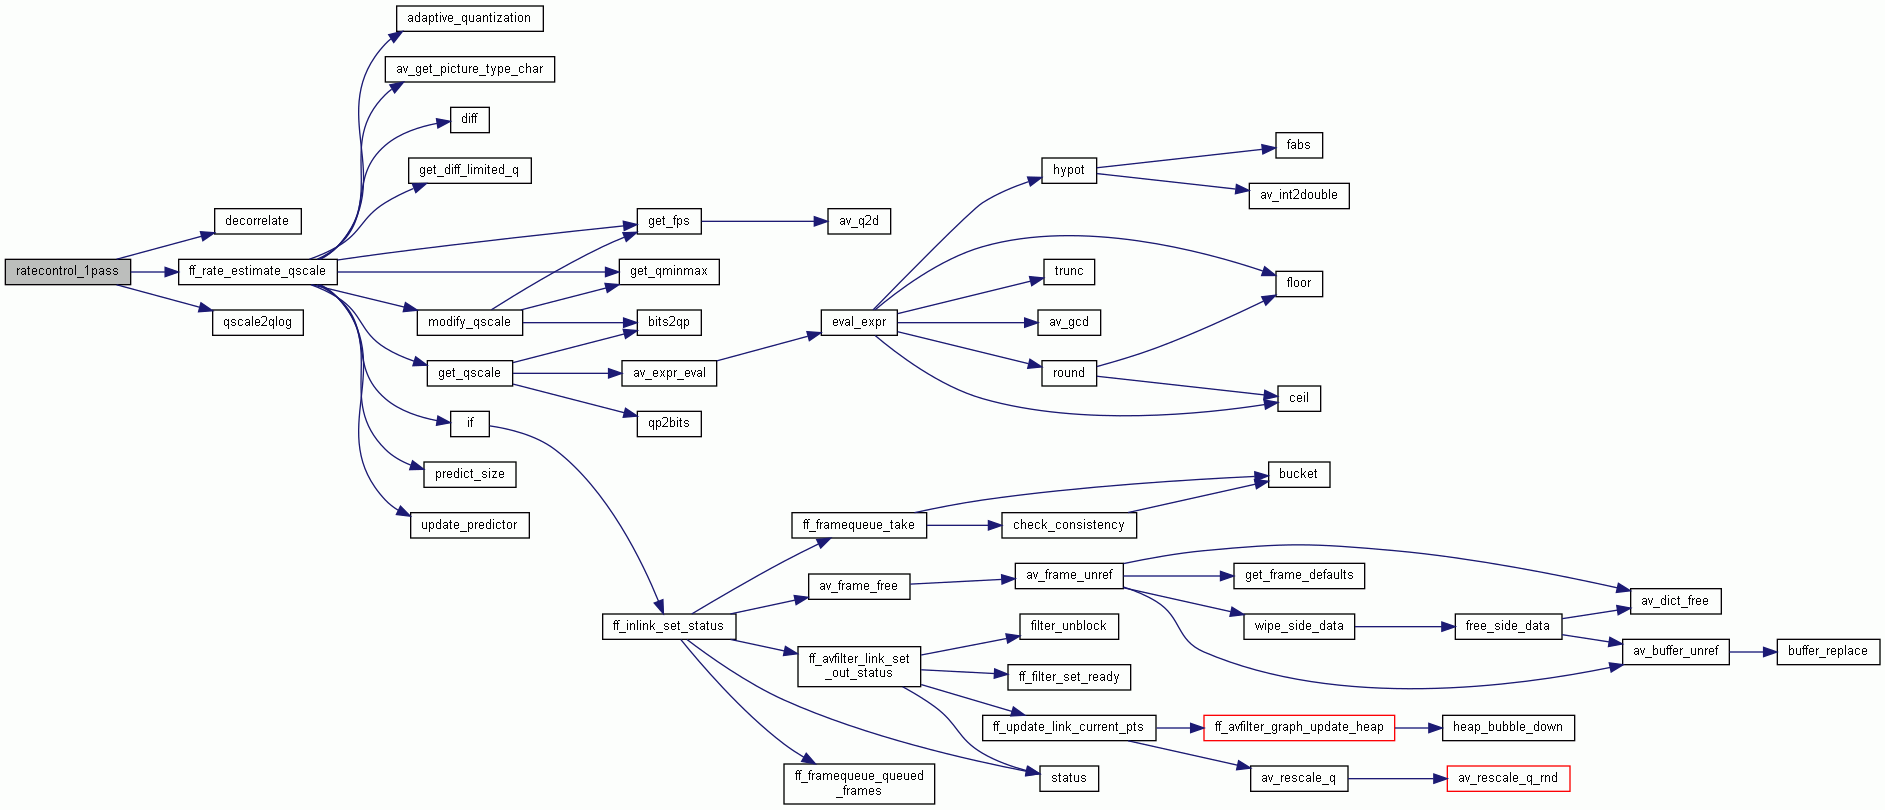 adaptive_quantization
av_get_picture_type_char
diff
get_diff_limited_q
decorrelate
ratecontrol_1pass
ff_rate_estimate_qscale
qscale2qlog
get_fps
av_q2d
get_qminmax
modify_qscale
bits2qp
get_qscale
av_expr_eval
qp2bits
if
predict_size
update_predictor
eval_expr
hypot
fabs
av_int2double
trunc
floor
av_gcd
round
ceil
bucket
ff_framequeue_take
check_consistency
av_frame_free
av_frame_unref
get_frame_defaults
av_dict_free
wipe_side_data
free_side_data
av_buffer_unref
buffer_replace
ff_inlink_set_status
ff_avfilter_link_set
_out_status
filter_unblock
ff_filter_set_ready
ff_update_link_current_pts
ff_avfilter_graph_update_heap
heap_bubble_down
status
av_rescale_q
av_rescale_q_rnd
ff_framequeue_queued
_frames